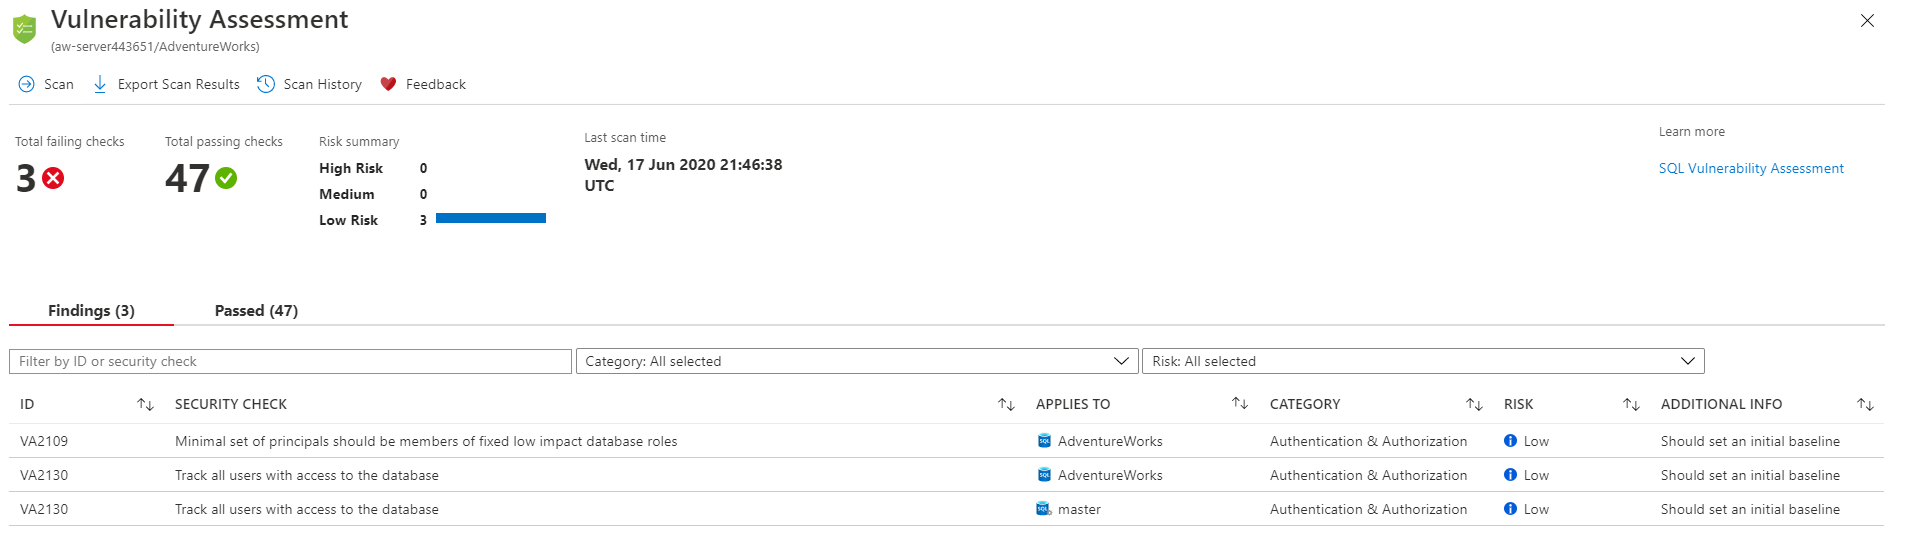 Vulnerability Assessment
(aw-server443651/AdventureWorks)
Scan Export Scan Results Scan History Feedback
Total failing checks Total passing checks Risk summary Last scan time Learn more
3 47 High Risk 0 Wed, 17 Jun 2020 21:46:38 SQL Vulnerability Assessment
Medium 0 UTC
Low Risk 3
Findings (3) Passed (47)
Filter by ID or security check Category: All selected Risk: All selected
ID SECURITY CHECK APPLIES TO CATEGORY RISK ADDITIONAL INFO
VA2109 Minimal set of principals should be members of fixed low impact database roles SQL AdventureWorks Authentication & Authorization Low Should set an initial baseline
VA2130 Track all users with access to the database SQL AdventureWorks Authentication & Authorization Low Should set an initial baseline
VA2130 Track all users with access to the database SQL master Authentication & Authorization Low Should set an initial baseline